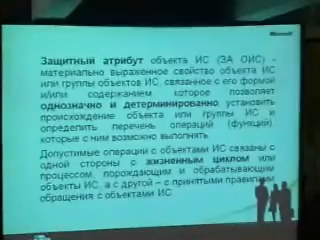 Microsoft
Защитный атрибут объекта ИС (ЗА ОИС) -
материально выраженное свойство объекта ИС
или группы объектов ИС, связанное с его формой
и/или содержанием которое позволяет
однозначно и детерминированно установить
происхождение объекта или группы ИС и
определить перечень операций (функций),
которые с ним возможно выполнять.
Допустимые операции с объектами ИС связаны с
одной стороны с жизненным циклом или
процессом, порождающим и обрабатывающим
объекты ИС, а с другой – с принятыми правилами
обращения с объектами ИС